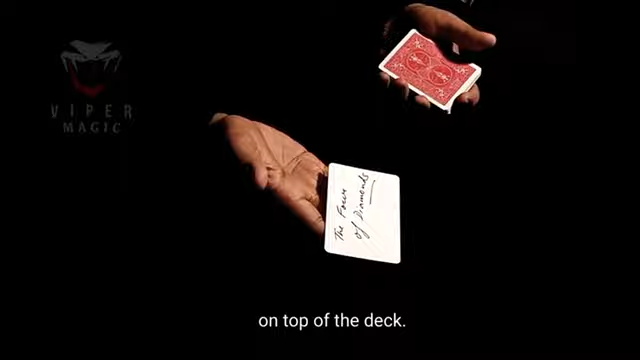 VIPER
MAGIC
The Four
of Diamonds
on top of the deck.